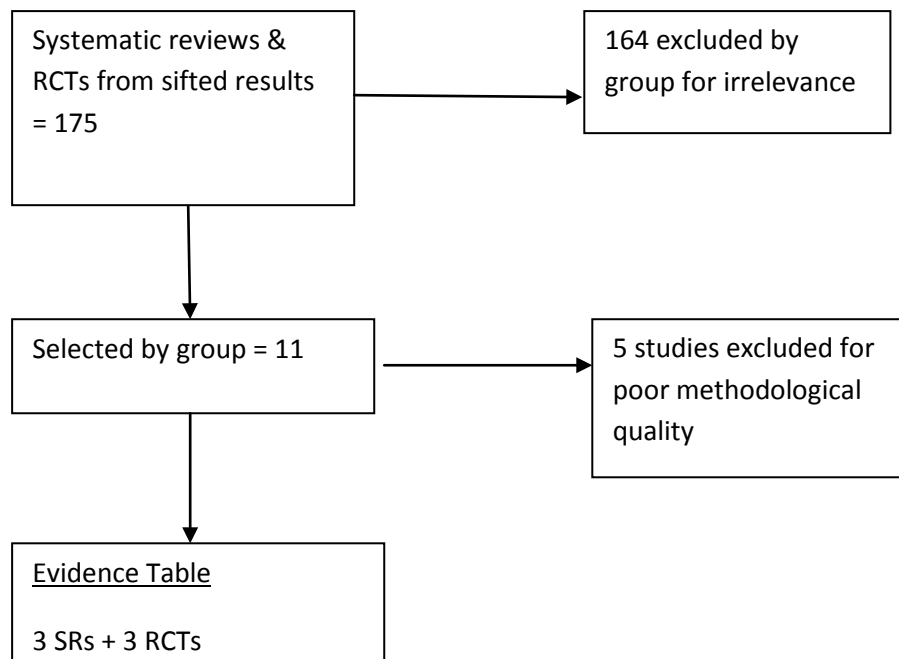 Systematic reviews &
RCTs from sifted results
= 175
164 excluded by
group for irrelevance
Selected by group = 11
5 studies excluded for
poor methodological
quality
Evidence Table
3 SRs + 3 RCTs